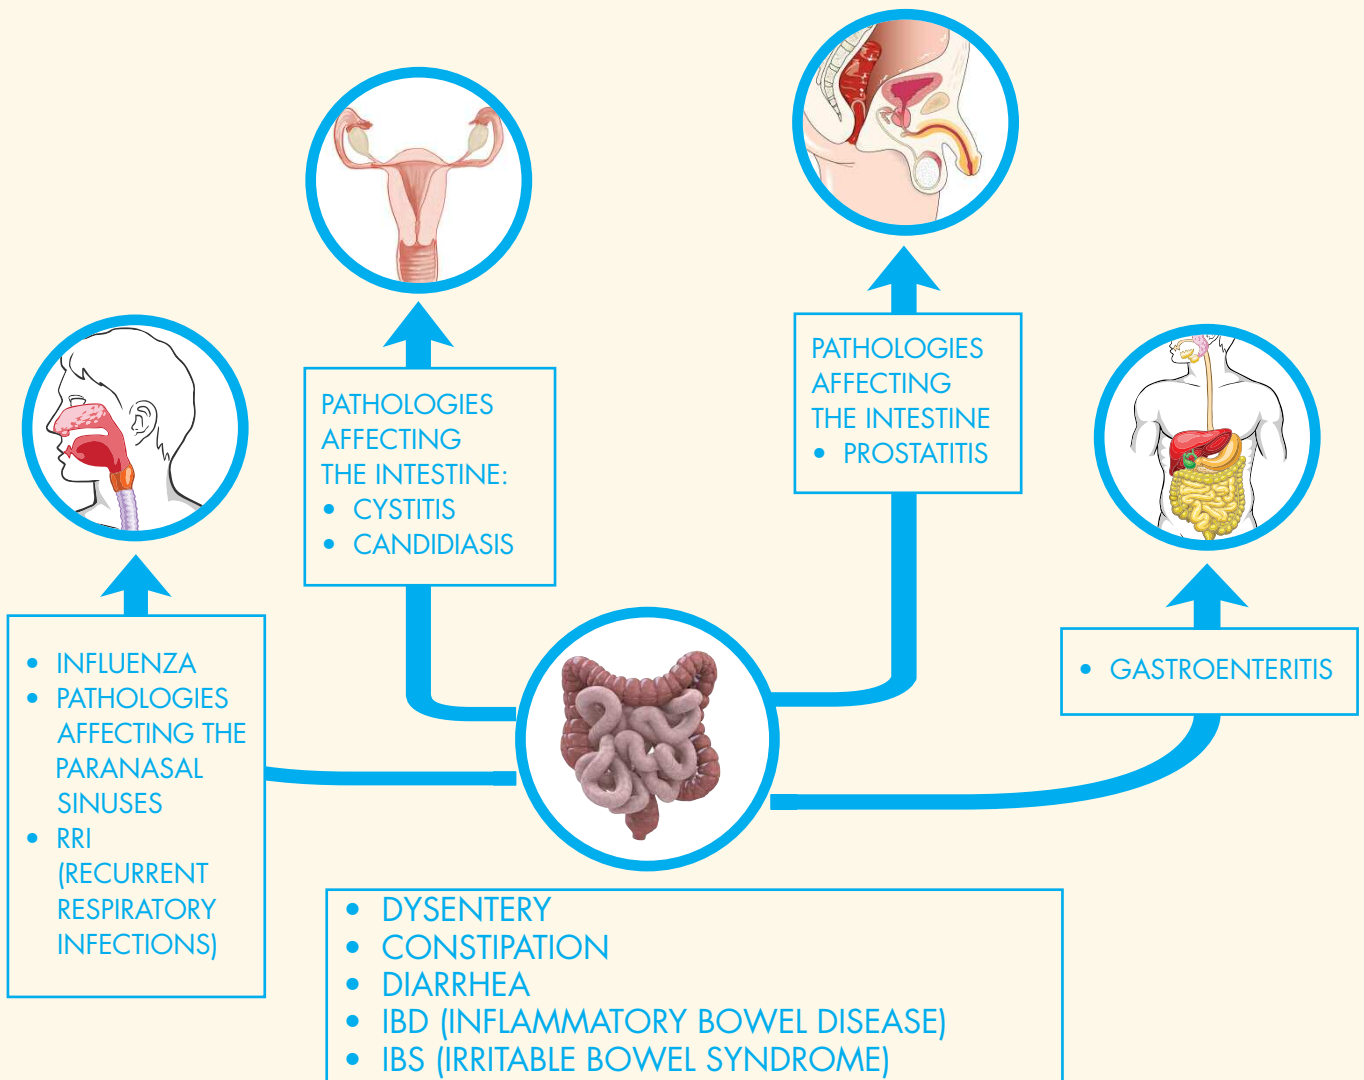 PATHOLOGIES
AFFECTING
THE INTESTINE:
• CYSTITIS
• CANDIDIASIS
PATHOLOGIES
AFFECTING
THE INTESTINE
• PROSTATITIS
• INFLUENZA
• PATHOLOGIES
AFFECTING THE
PARANASAL
SINUSES
• RRI
(RECURRENT
RESPIRATORY
INFECTIONS)
• GASTROENTERITIS
• DYSENTERY
• CONSTIPATION
• DIARRHEA
• IBD (INFLAMMATORY BOWEL DISEASE)
• IBS (IRRITABLE BOWEL SYNDROME)